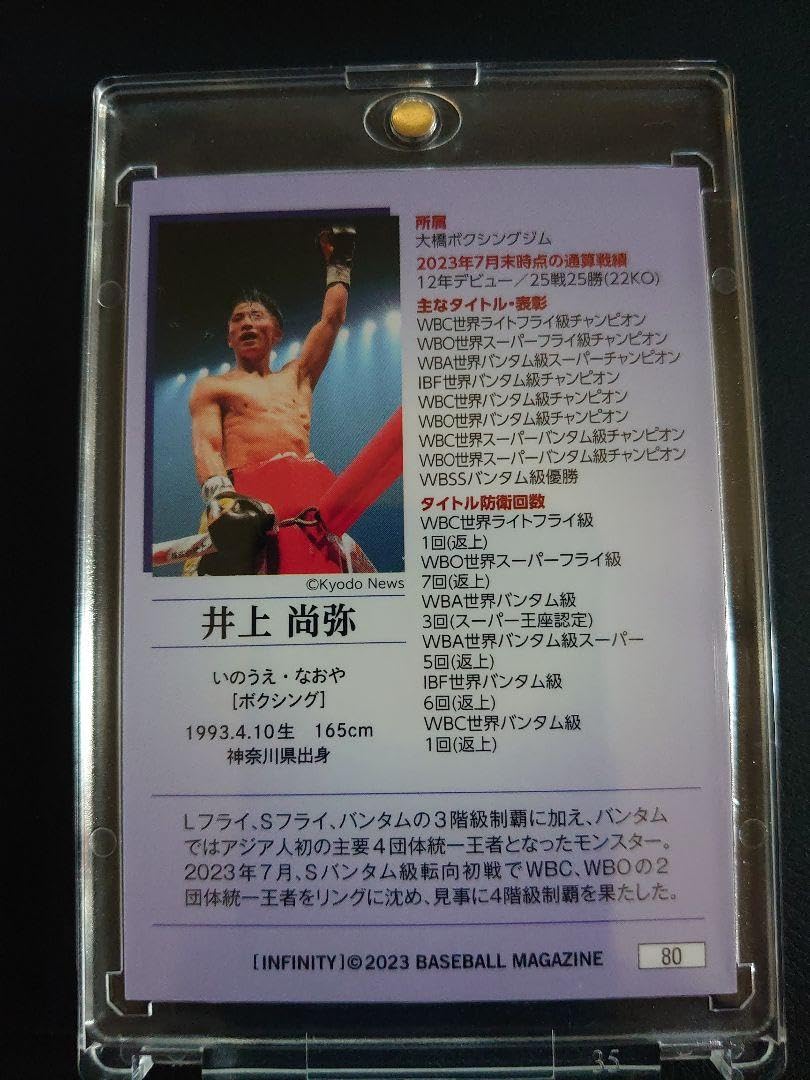 所属
大橋ボクシングジム
2023年7月末時点の通算戦績
12年デビュー／25戦25勝(22KO)
主なタイトル・表彰
WBC世界ライトフライ級チャンピオン
WBO世界スーパーフライ級チャンピオン
WBA世界バンタム級スーパーチャンピオン
IBF世界バンタム級チャンピオン
WBC世界バンタム級チャンピオン
WBO世界バンタム級チャンピオン
WBC世界スーパーバンタム級チャンピオン
WBO世界スーパーバンタム級チャンピオン
WBSSバンタム級優勝
タイトル防衛回数
WBC世界ライトフライ級
1回(返上)
WBO世界スーパーフライ級
7回(返上)
WBA世界バンタム級
3回(スーパー王座認定)
WBA世界バンタム級スーパー
5回(返上)
IBF世界バンタム級
6回(返上)
WBC世界バンタム級
1回(返上)
©Kyodo News
井上 尚弥
いのうえ・なおや
[ボクシング]
1993.4.10生 165cm
神奈川県出身
Lフライ、Sフライ、バンタムの3階級制覇に加え、バンタム
ではアジア人初の主要4団体統一王者となったモンスター。
2023年7月、Sバンタム級転向初戦でWBC、WBOの2
団体統一王者をリングに沈め、見事に4階級制覇を果たした。
[INFINITY]©2023 BASEBALL MAGAZINE
80
35